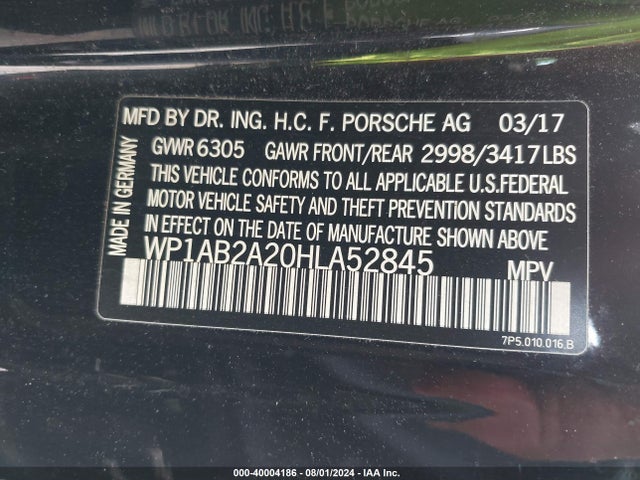 MFD BY DR. ING. H.C. F. PORSCHE AG 03/17
GVWR 6305 GAWR FRONT/REAR 2998/3417LBS
THIS VEHICLE CONFORMS TO ALL APPLICABLE U.S.FEDERAL
MOTOR VEHICLE SAFETY AND THEFT PREVENTION STANDARDS
IN EFFECT ON THE DATE OF MANUFACTURE SHOWN ABOVE
WP1AB2A20HLA52845 MPV
MADE IN GERMANY
7P5.010.016.B
000-40004186 - 08/01/2024 - IAA Inc.